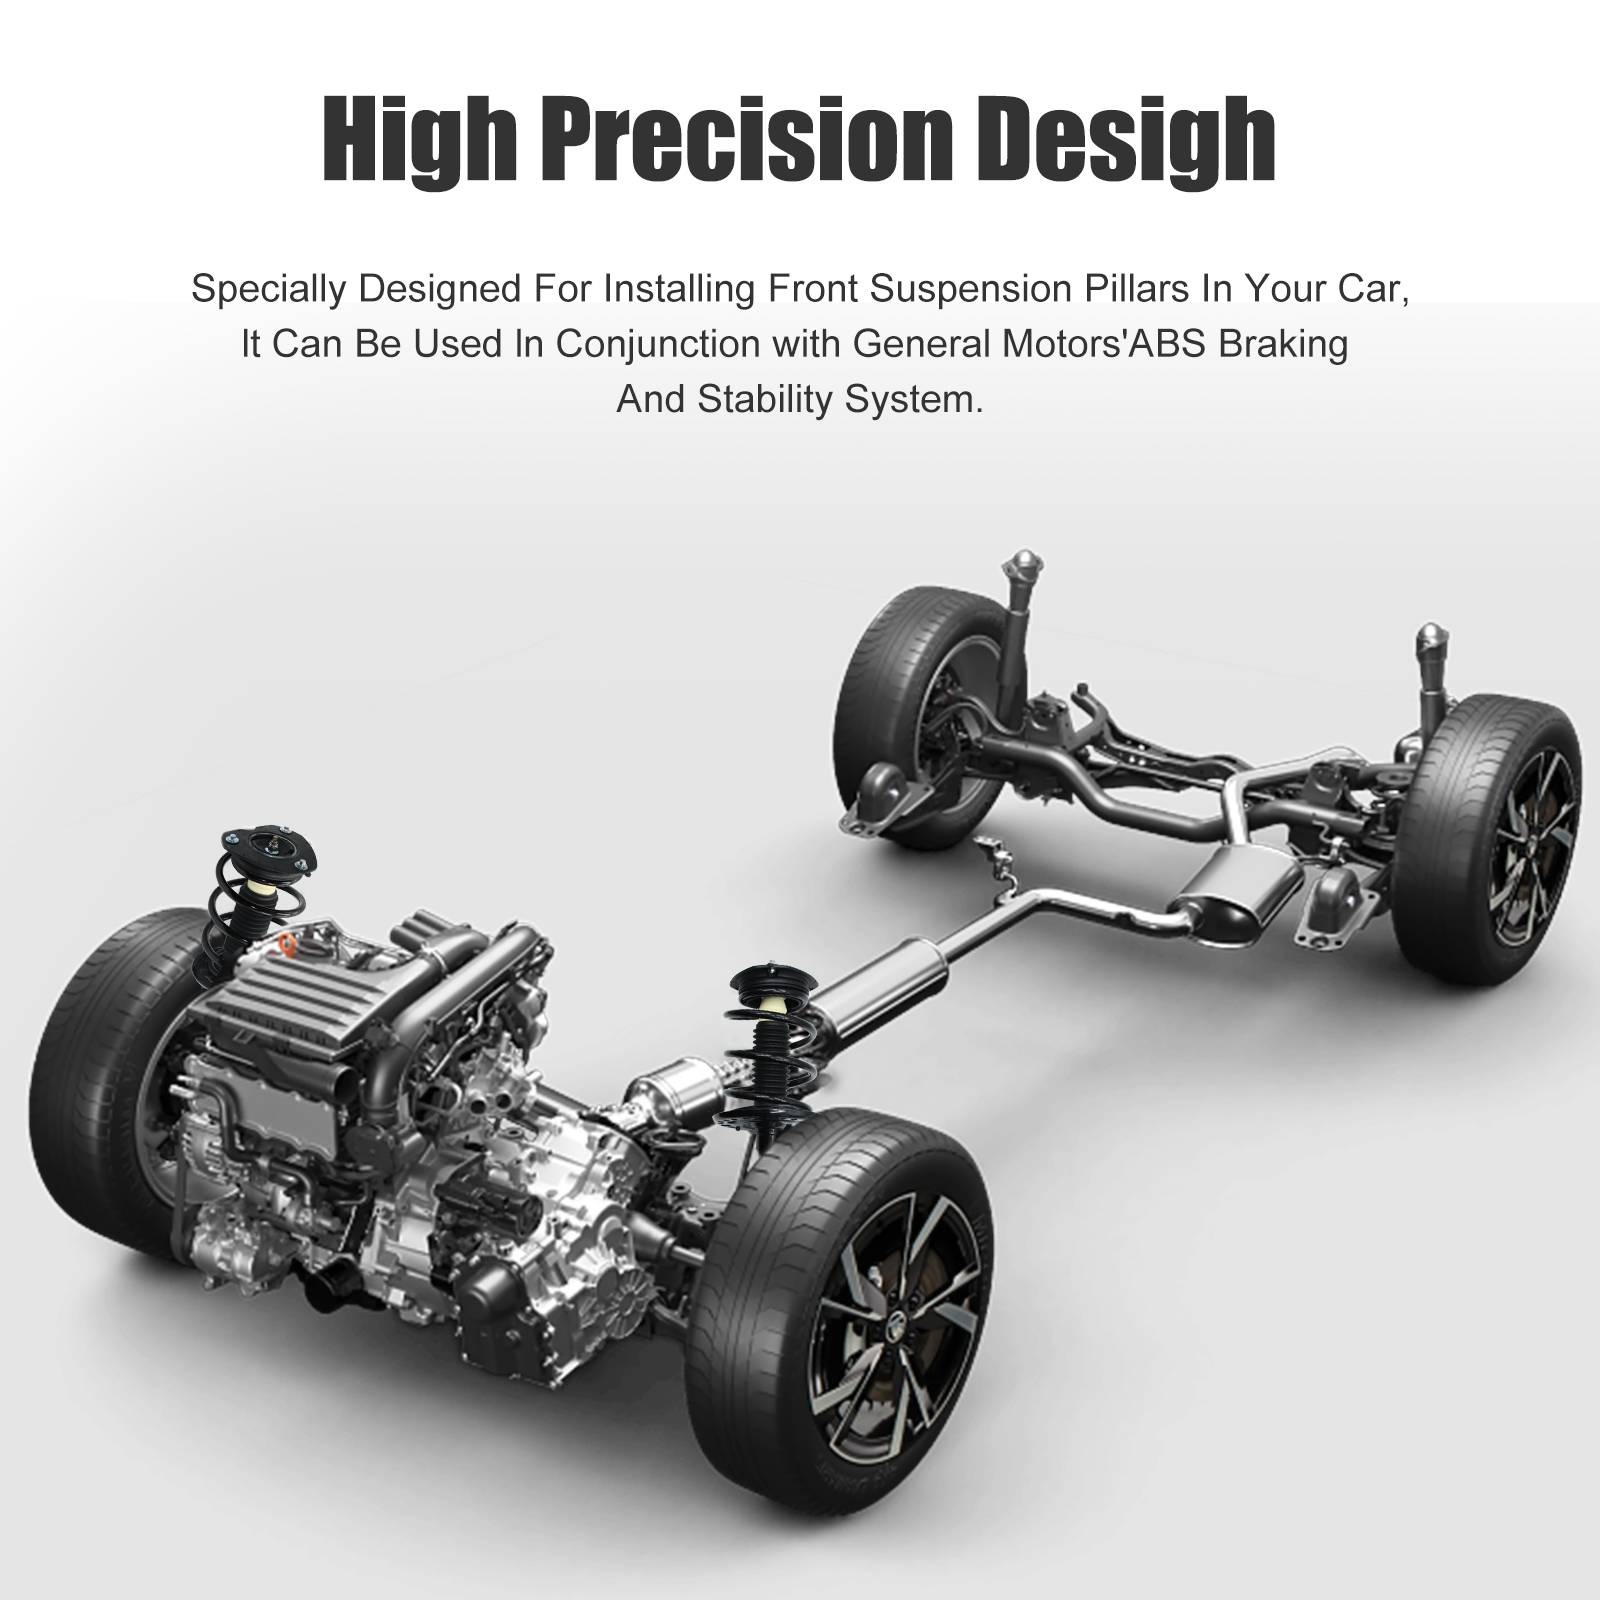 High Precision Desigh
Specially Designed For Installing Front Suspension Pillars In Your Car,
It Can Be Used In Conjunction with General Motors'ABS Braking
And Stability System.